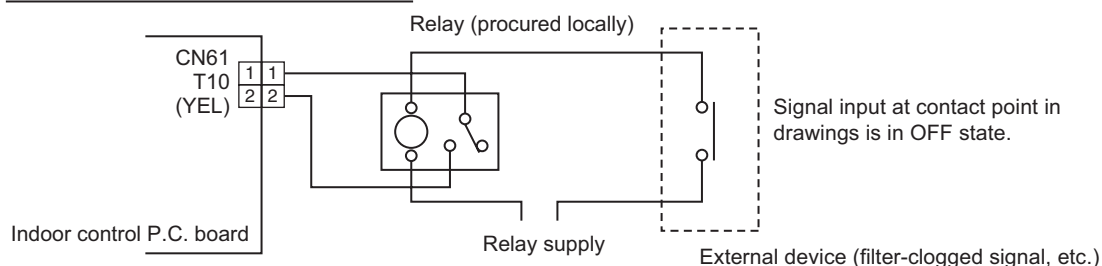 Relay (procured locally)
CN61
T10
(YEL)
1 1
2 2
Signal input at contact point in
drawings is in OFF state.
Indoor control P.C. board
Relay supply
External device (filter-clogged signal, etc.)